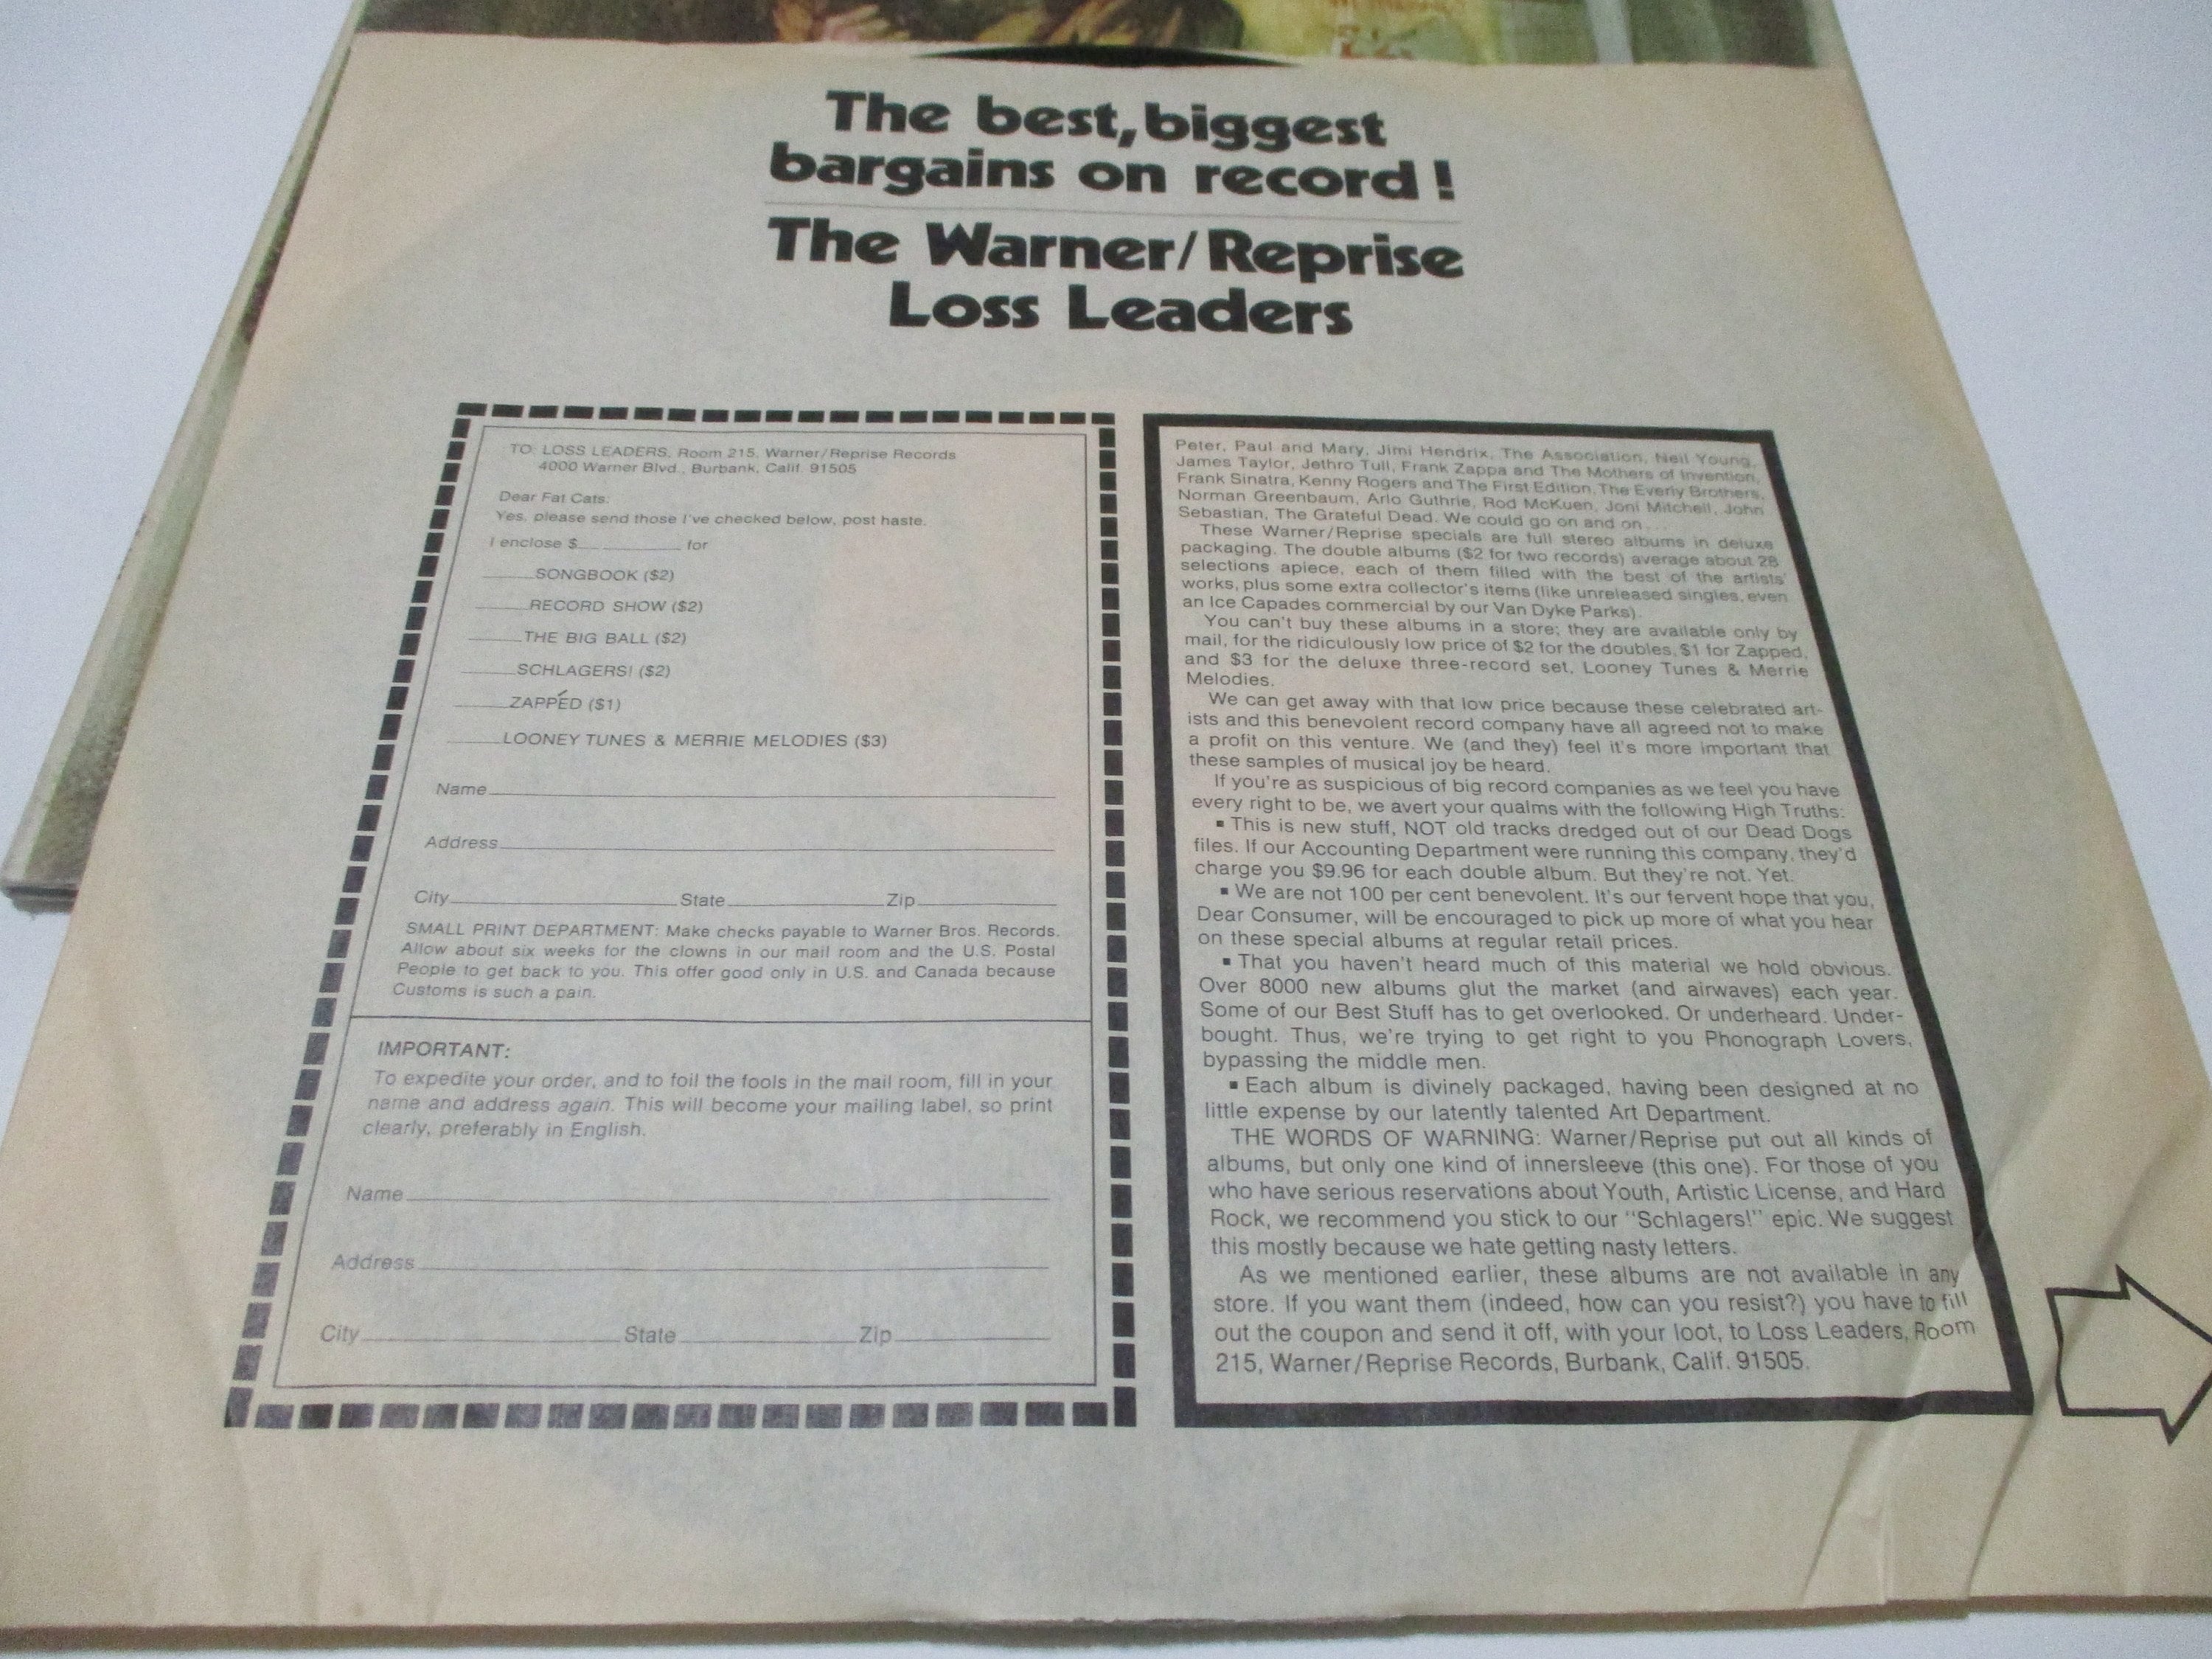 The best, biggest
bargains on record!
The Warner/Reprise
Loss Leaders
TO: LOSS LEADERS, Room 215, Warner/Reprise Records
4000 Warner Blvd., Burbank, Calif. 91505
Dear Fat Cats:
Yes, please send those I've checked below, post haste.
I enclose $__________ for
______SONGBOOK ($2)
______RECORD SHOW ($2)
______THE BIG BALL ($2)
______SCHLAGERS! ($2)
______ZAPPÉD ($1)
______LOONEY TUNES & MERRIE MELODIES ($3)
Name
Address
City State Zip
SMALL PRINT DEPARTMENT: Make checks payable to Warner Bros. Records.
Allow about six weeks for the clowns in our mail room and the U.S. Postal
People to get back to you. This offer good only in U.S. and Canada because
Customs is such a pain.
IMPORTANT:
To expedite your order, and to foil the fools in the mail room, fill in your
name and address again. This will become your mailing label, so print
clearly, preferably in English.
Name
Address
City State Zip
Peter, Paul and Mary, Jimi Hendrix, The Association, Neil Young,
James Taylor, Jethro Tull, Frank Zappa and The Mothers of Invention,
Frank Sinatra, Kenny Rogers and The First Edition, The Everly Brothers,
Norman Greenbaum, Arlo Guthrie, Rod McKuen, Joni Mitchell, John
Sebastian, The Grateful Dead. We could go on and on...
These Warner/Reprise specials are full stereo albums in deluxe
packaging. The double albums ($2 for two records) average about 28
selections apiece, each of them filled with the best of the artists'
works, plus some extra collector's items (like unreleased singles, even
an Ice Capades commercial by our Van Dyke Parks).
You can't buy these albums in a store; they are available only by
mail, for the ridiculously low price of $2 for the doubles, $1 for Zapped,
and $3 for the deluxe three-record set, Looney Tunes & Merrie
Melodies.
We can get away with that low price because these celebrated art-
ists and this benevolent record company have all agreed not to make
a profit on this venture. We (and they) feel it's more important that
these samples of musical joy be heard.
If you're as suspicious of big record companies as we feel you have
every right to be, we avert your qualms with the following High Truths:
▪ This is new stuff, NOT old tracks dredged out of our Dead Dogs
files. If our Accounting Department were running this company, they'd
charge you $9.96 for each double album. But they're not. Yet.
▪ We are not 100 per cent benevolent. It's our fervent hope that you,
Dear Consumer, will be encouraged to pick up more of what you hear
on these special albums at regular retail prices.
▪ That you haven't heard much of this material we hold obvious.
Over 8000 new albums glut the market (and airwaves) each year.
Some of our Best Stuff has to get overlooked. Or underheard. Under-
bought. Thus, we're trying to get right to you Phonograph Lovers,
bypassing the middle men.
▪ Each album is divinely packaged, having been designed at no
little expense by our latently talented Art Department.
THE WORDS OF WARNING: Warner/Reprise put out all kinds of
albums, but only one kind of innersleeve (this one). For those of you
who have serious reservations about Youth, Artistic License, and Hard
Rock, we recommend you stick to our "Schlagers!" epic. We suggest
this mostly because we hate getting nasty letters.
As we mentioned earlier, these albums are not available in any
store. If you want them (indeed, how can you resist?) you have to fill
out the coupon and send it off, with your loot, to Loss Leaders, Room
215, Warner/Reprise Records, Burbank, Calif. 91505.